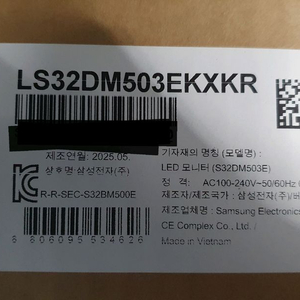 LS32DM503EKXKR
제조연월: 2025.05.
상호명: 삼성전자(주)
R-R-SEC-S32BM500E
8 806095 534626
기자재의 명칭 (모델명) :
LED 모니터 (S32DM503E)
정 격: AC100-240V~50/60Hz
제조자/제조국가 : 삼성전자(주)/베
제조업체명 : Samsung Electronics
CE Complex Co., Ltd. /
Made in Vietnam